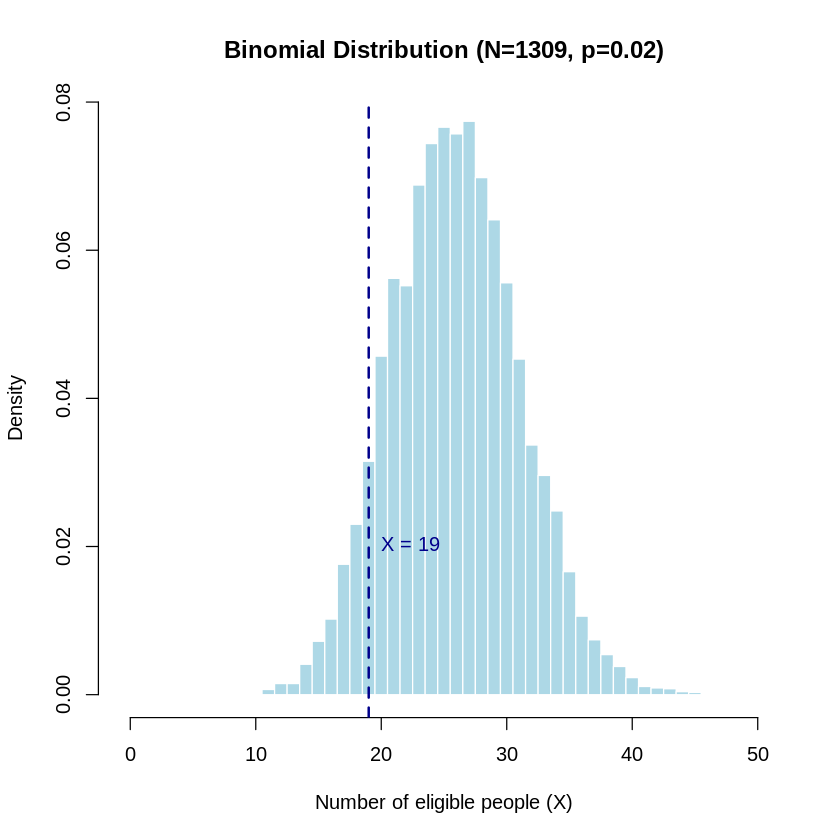 Binomial Distribution (N=1309, p=0.02)
Density
0.08
0.06
0.04
0.02
0.00
X = 19
0 10 20 30 40 50
Number of eligible people (X)